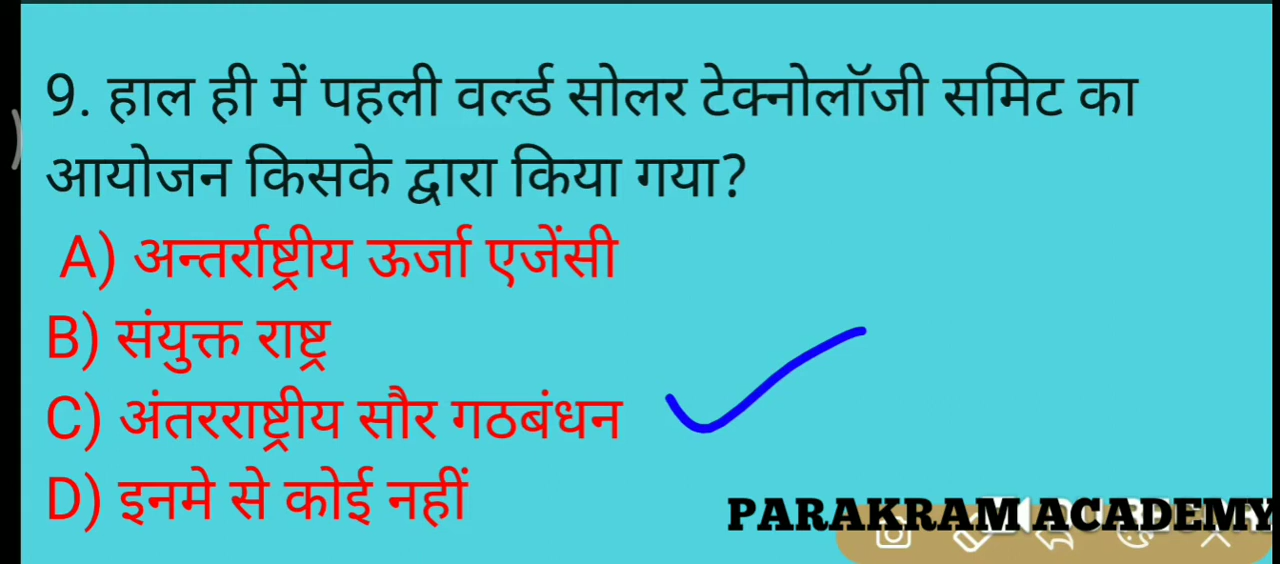 9. हाल ही में पहली वर्ल्ड सोलर टेक्नोलॉजी समिट का
आयोजन किसके द्वारा किया गया?
A) अन्तर्राष्ट्रीय ऊर्जा एजेंसी
B) संयुक्त राष्ट्र
C) अंतरराष्ट्रीय सौर गठबंधन
D) इनमे से कोई नहीं
PARAKRAM ACADEMY